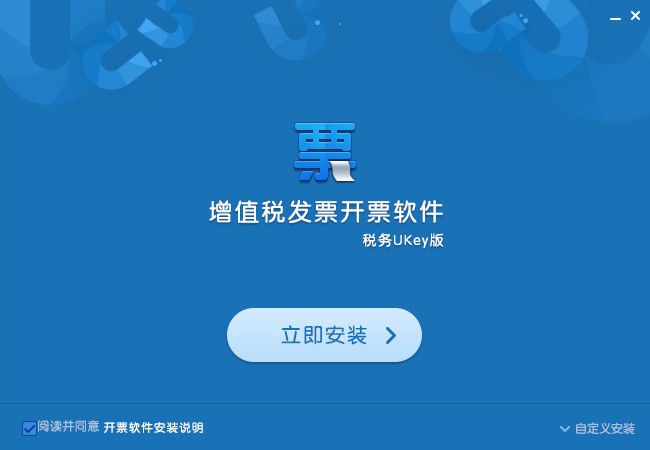 票
增值税发票开票软件
税务UKey版
立即安装
阅读并同意 开票软件安装说明
自定义安装